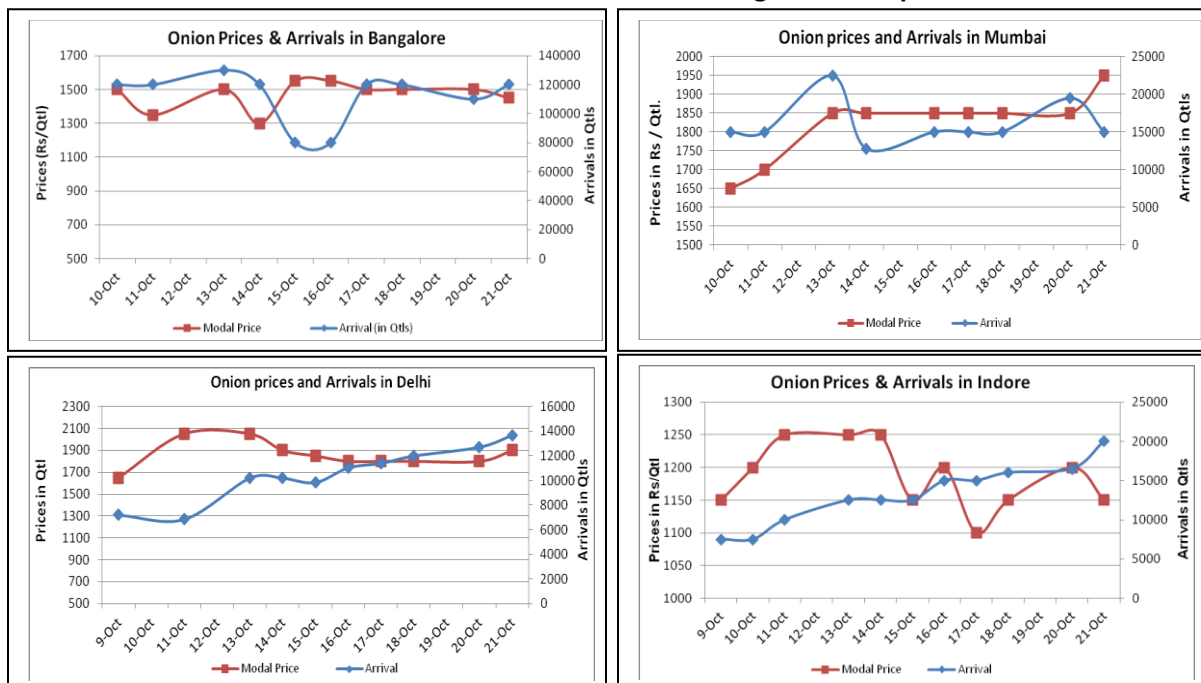 Onion Prices & Arrivals in Bangalore
Prices (Rs/Qtl)
1700
1500
1300
1100
900
700
500
140000
120000
100000
80000
60000
40000
20000
0
Arrivals in Qtls
10-Oct
11-Oct
12-Oct
13-Oct
14-Oct
15-Oct
16-Oct
17-Oct
18-Oct
19-Oct
20-Oct
21-Oct
Modal Price
Arrival (in Qtls)
Onion prices and Arrivals in Mumbai
Prices in Rs / Qtl.
2000
1950
1900
1850
1800
1750
1700
1650
1600
1550
1500
25000
20000
15000
10000
5000
0
Arrivals in Qtls
10-Oct
11-Oct
12-Oct
13-Oct
14-Oct
15-Oct
16-Oct
17-Oct
18-Oct
19-Oct
20-Oct
21-Oct
Modal Price
Arrival
Onion prices and Arrivals in Delhi
Prices in Qtl
2300
2100
1900
1700
1500
1300
1100
900
700
500
16000
14000
12000
10000
8000
6000
4000
2000
0
Arrivals in Qtls
9-Oct
10-Oct
11-Oct
12-Oct
13-Oct
14-Oct
15-Oct
16-Oct
17-Oct
18-Oct
19-Oct
20-Oct
21-Oct
Modal Price
Arrival
Onion Prices & Arrivals in Indore
Prices in Rs/Qtl
1300
1250
1200
1150
1100
1050
1000
25000
20000
15000
10000
5000
0
Arrivals in Qtls
9-Oct
10-Oct
11-Oct
12-Oct
13-Oct
14-Oct
15-Oct
16-Oct
17-Oct
18-Oct
19-Oct
20-Oct
21-Oct
Modal Price
Arrival